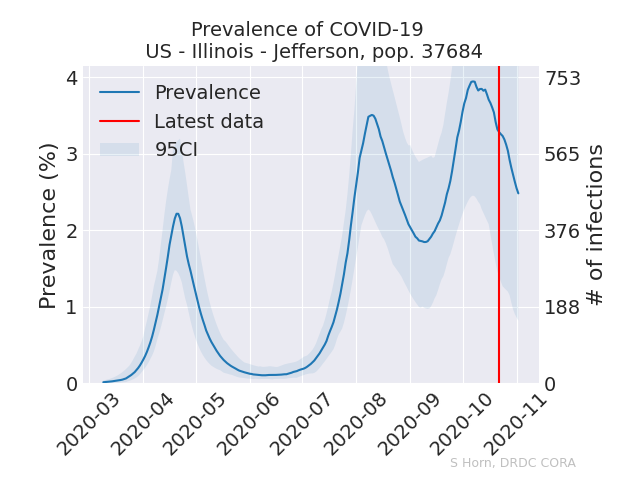 Prevalence of COVID-19
US - Illinois - Jefferson, pop. 37684
Prevalence
Latest data
95CI
Prevalence (%)
4
3
2
1
0
753
565
376
188
0
# of infections
2020-03
2020-04
2020-05
2020-06
2020-07
2020-08
2020-09
2020-10
2020-11
S Horn, DRDC CORA